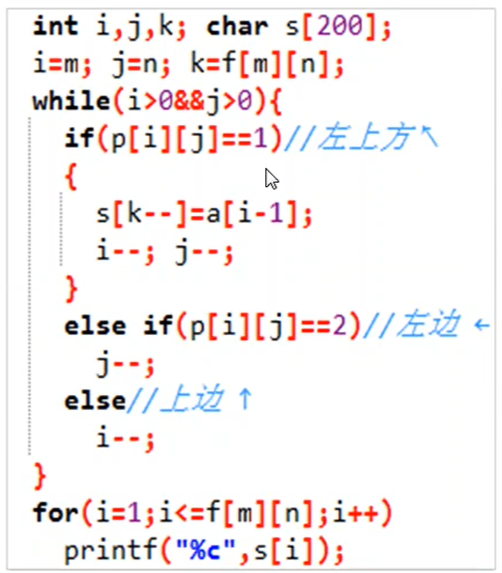 int i,j,k; char s[200];
i=m; j=n; k=f[m][n];
while(i>0&&j>0){
if(p[i][j]==1)//左上方↖
{
s[k--]=a[i-1];
i--; j--;
}
else if(p[i][j]==2)//左边 ←
j--;
else//上边 ↑
i--;
}
for(i=1;i<=f[m][n];i++)
printf("%c",s[i]);